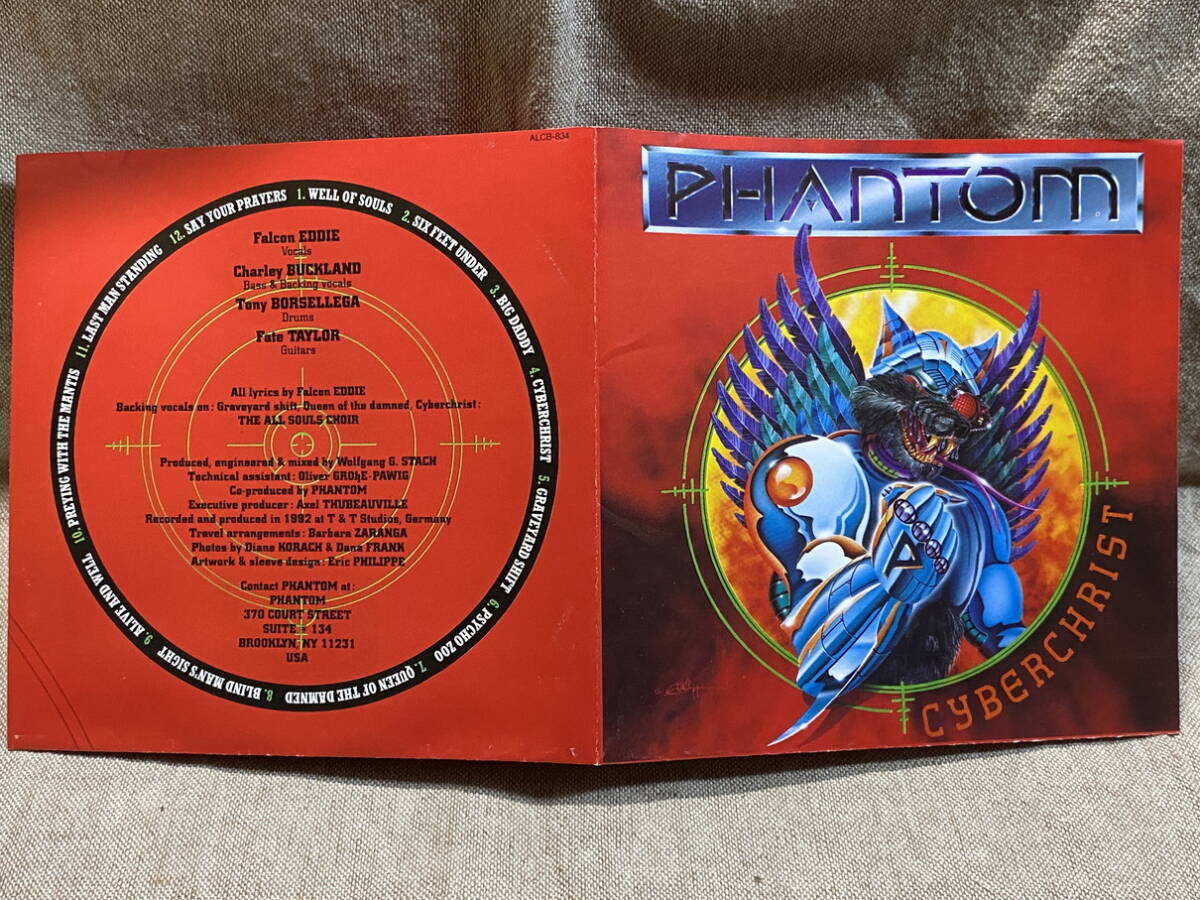 ALCB-834
1. WELL OF SOULS
2. SIX FEET UNDER
3. BIG DADDY
4. CYBERCHRIST
5. GRAVEYARD SHIFT
6. PSYCHO ZOO
7. QUEEN OF THE DAMNED
8. BLIND MAN'S SIGHT
9. ALIVE AND WELL
10. PREYING WITH THE MANTIS
11. LAST MAN STANDING
12. SAY YOUR PRAYERS
Falcon EDDIE
Vocals
Charley BUCKLAND
Bass & Backing vocals
Tony BORSELLEGA
Drums
Fate TAYLOR
Guitars
All lyrics by Falcon EDDIE
Backing vocals on : Graveyard shift, Queen of the damned, Cyberchrist :
THE ALL SOULS CHOIR
Produced, engineered & mixed by Wolfgang G. STACH
Technical assistant : Oliver GROħE-PAWIG
Co-produced by PHANTOM
Executive producer : Axel THUBEAUVILLE
Recorded and produced in 1992 at T & T Studios, Germany
Travel arrangements : Barbara ZARANGA
Photos by Diane KORACH & Dana FRANK
Artwork & sleeve design : Eric PHILIPPE
Contact PHANTOM at :
PHANTOM
370 COURT STREET
SUITE # 134
BROOKLYN, NY 11231
USA
PHANTOM
CYBERCHRIST